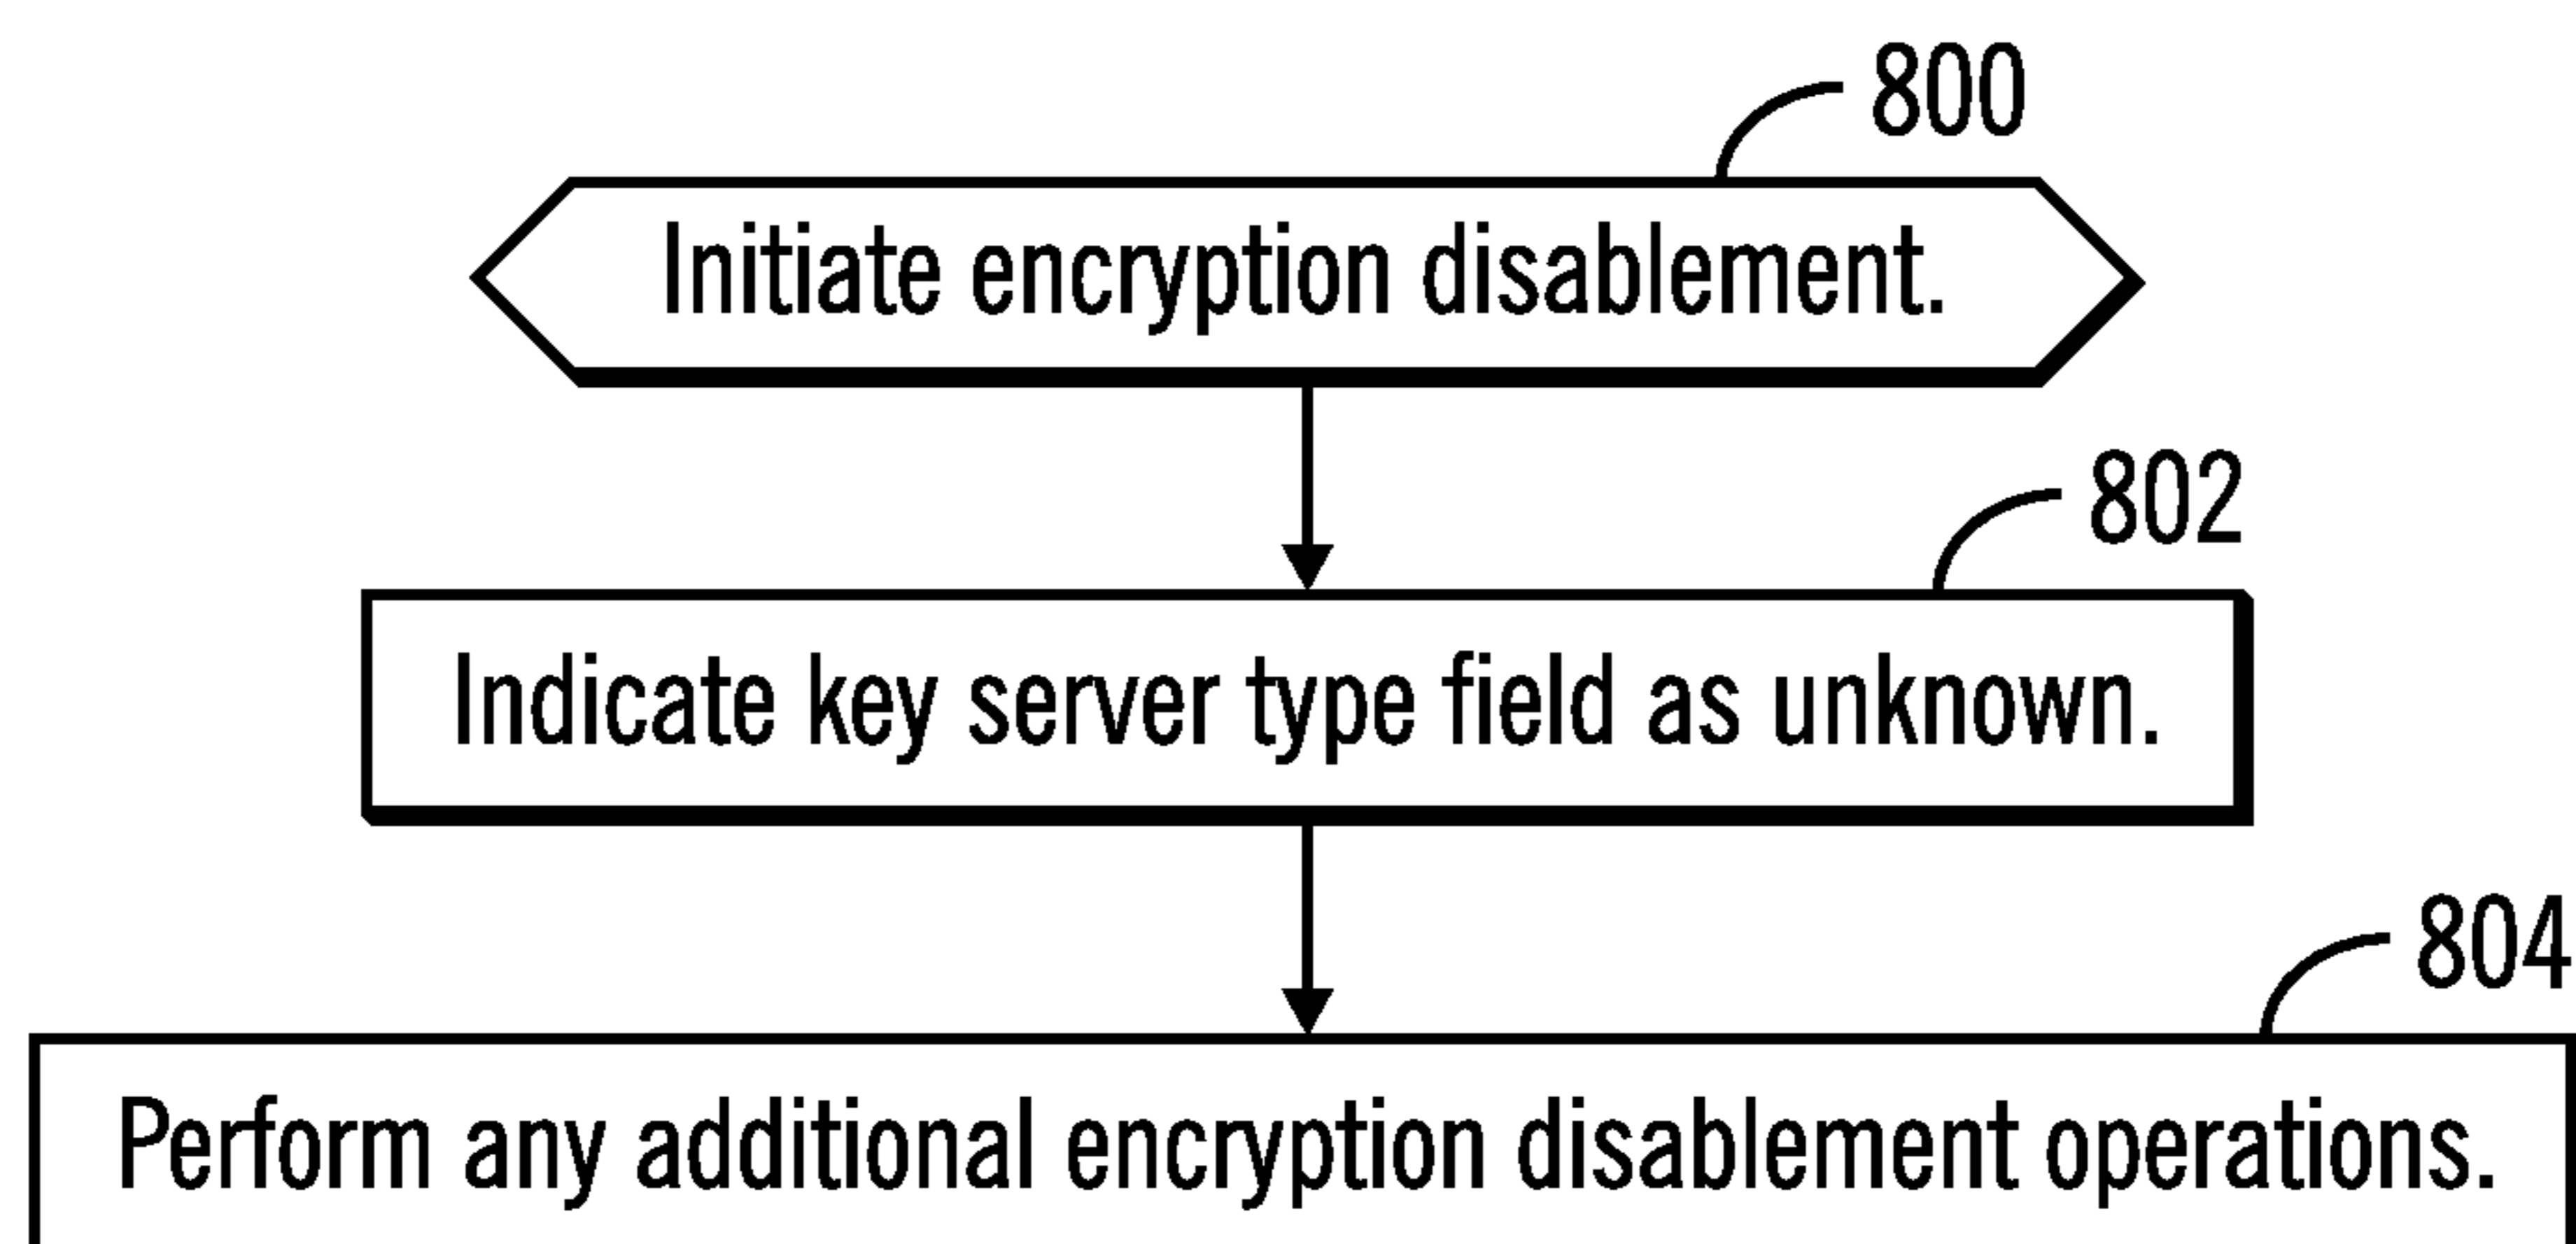 800
Initiate encryption disablement.
802
Indicate key server type field as unknown.
804
Perform any additional encryption disablement operations.